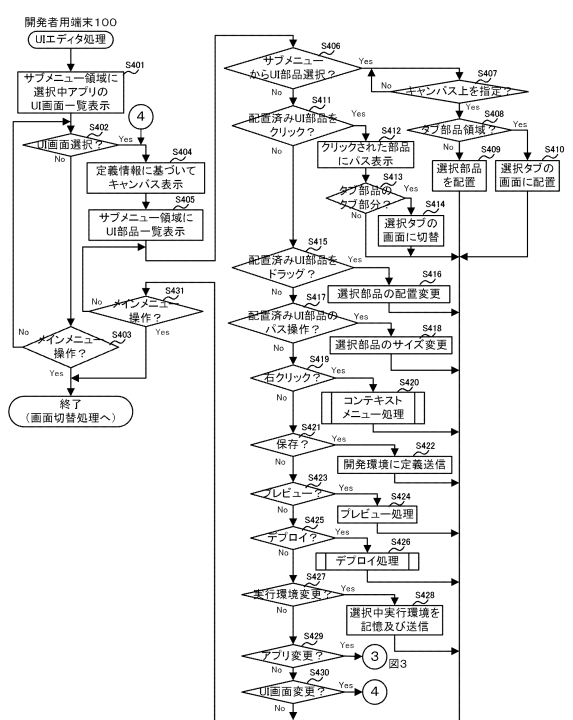 開発者用端末100
UIエディタ処理
S401
サブメニュー領域に
選択中アプリの
UI画面一覧表示
4
S402
UI画面選択？
Yes
No
S404
定義情報に基づいて
キャンバス表示
S405
サブメニュー領域に
UI部品一覧表示
S431
メインメニュー
操作？
No
Yes
S403
メインメニュー
操作？
No
Yes
終了
(画面切替処理へ)
S406
サブメニュー
からUI部品選択？
Yes
No
S407
キャンバス上を指定？
No
Yes
S408
タブ部品領域？
Yes
No
S409
選択部品
を配置
S410
選択タブの
画面に配置
S411
配置済みUI部品を
クリック？
Yes
No
S412
クリックされた部品
にパス表示
S413
タブ部品の
タブ部分？
Yes
No
S414
選択タブの
画面に切替
S415
配置済みUI部品を
ドラッグ？
Yes
No
S416
選択部品の配置変更
S417
配置済みUI部品の
パス操作？
Yes
No
S418
選択部品のサイズ変更
S419
右クリック？
Yes
No
S420
コンテキスト
メニュー処理
S421
保存？
Yes
No
S422
開発環境に定義送信
S423
プレビュー？
Yes
No
S424
プレビュー処理
S425
デプロイ？
Yes
No
S426
デプロイ処理
S427
実行環境変更？
Yes
No
S428
選択中実行環境を
記憶及び送信
S429
アプリ変更？
Yes
No
3
図3
S430
UI画面変更？
Yes
No
4